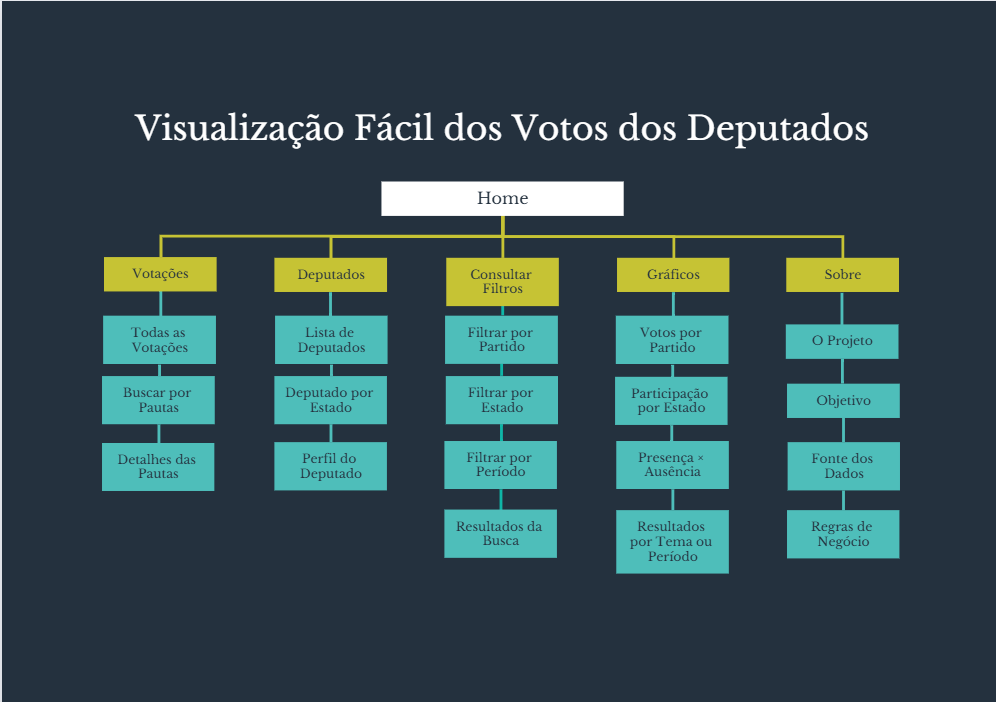 Visualização Fácil dos Votos dos Deputados
Home
Votações
Todas as
Votações
Buscar por
Pautas
Detalhes das
Pautas
Deputados
Lista de
Deputados
Deputado por
Estado
Perfil do
Deputado
Consultar
Filtros
Filtrar por
Partido
Filtrar por
Estado
Filtrar por
Período
Resultados da
Busca
Gráficos
Votos por
Partido
Participação
por Estado
Presença ×
Ausência
Resultados
por Tema ou
Período
Sobre
O Projeto
Objetivo
Fonte dos
Dados
Regras de
Negócio